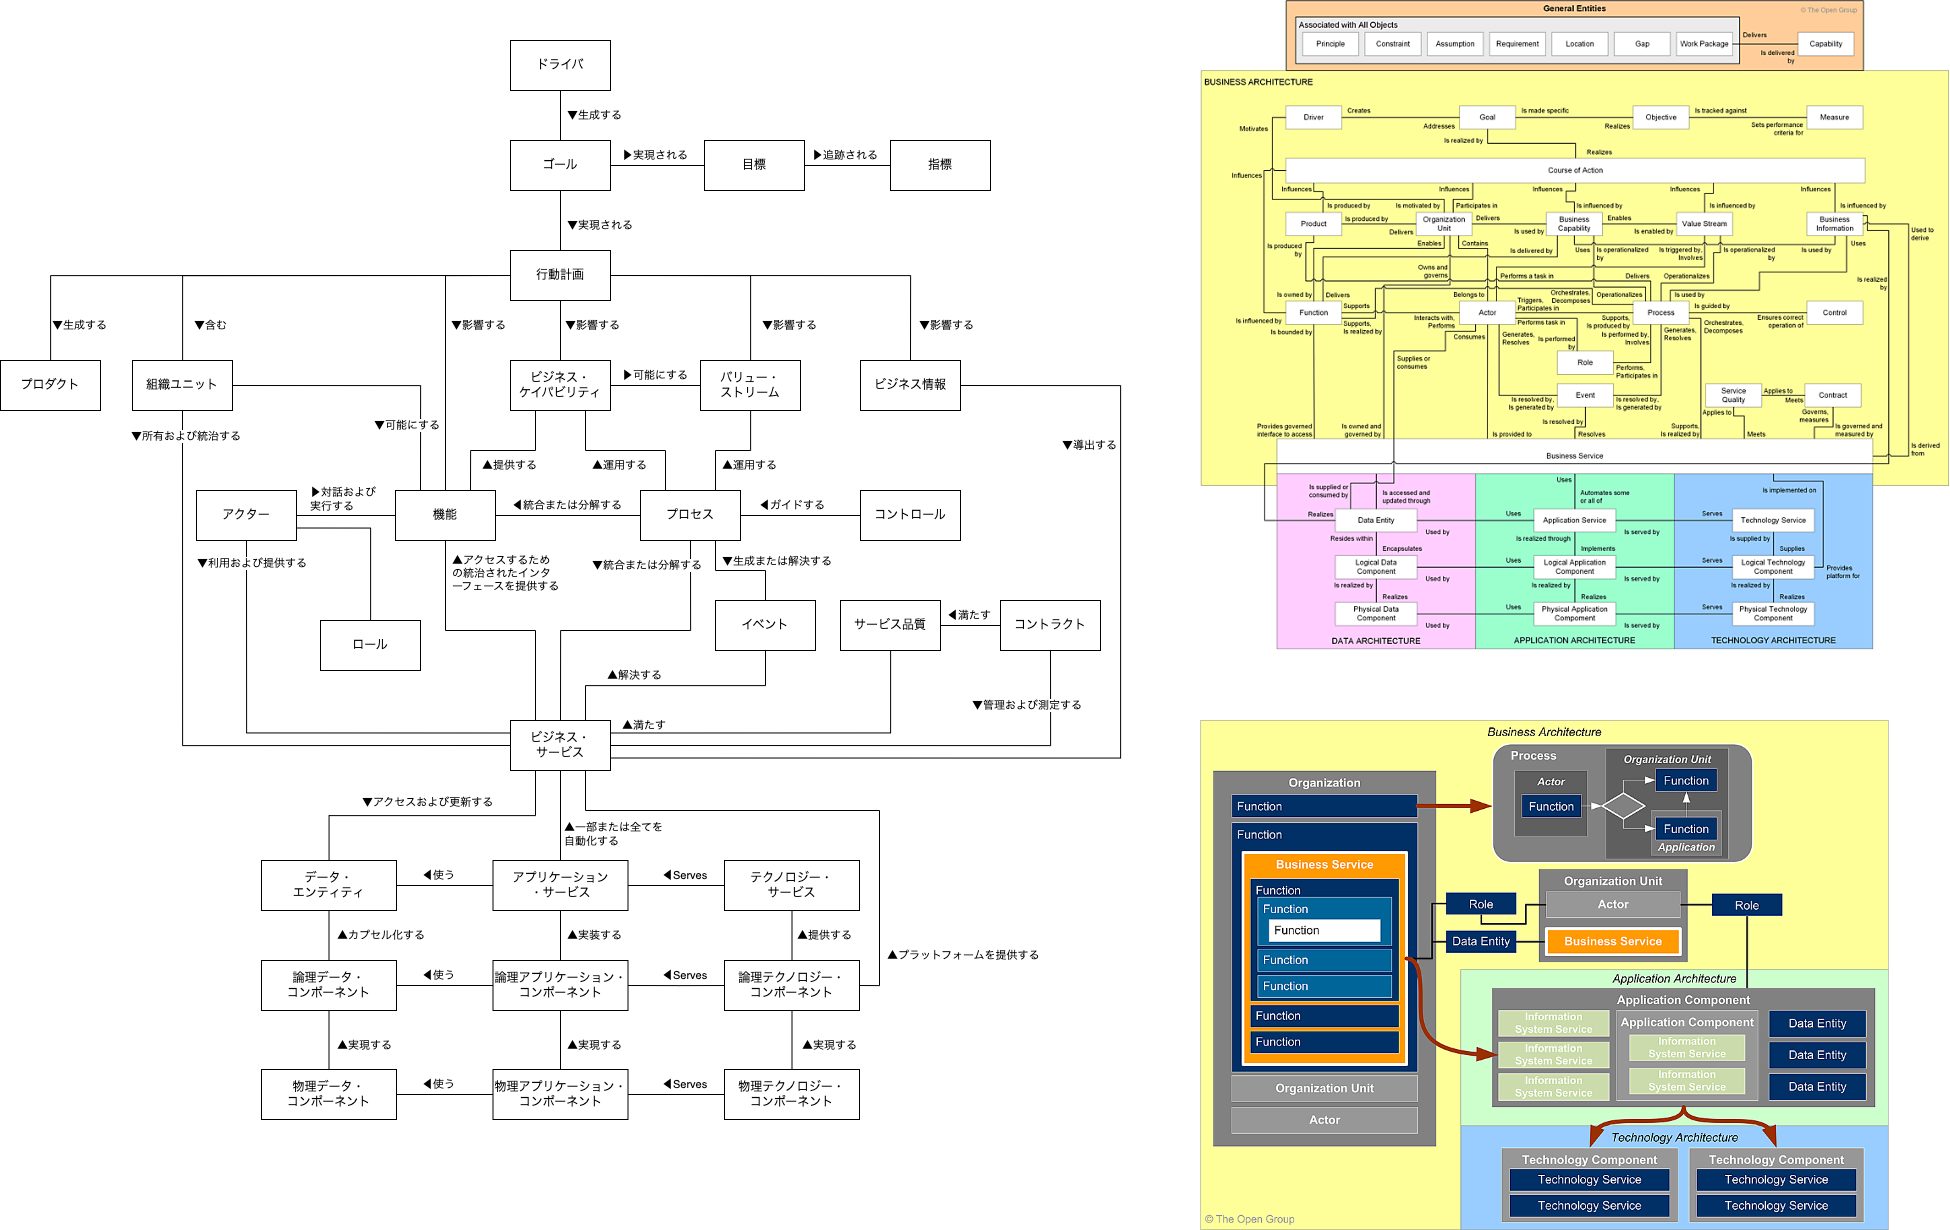 ドライバ
▼生成する
ゴール
▶実現される
目標
▶追跡される
指標
▼実現される
行動計画
▼生成する
▼含む
▼影響する
▼影響する
▼影響する
▼影響する
プロダクト
組織ユニット
ビジネス・
ケイパビリティ
▶可能にする
バリュー・
ストリーム
ビジネス情報
▼所有および統治する
▼可能にする
▼導出する
▲提供する
▲運用する
▲運用する
アクター
▶対話および
実行する
機能
◀統合または分解する
プロセス
◀ガイドする
コントロール
▼利用および提供する
▲アクセスするため
の統治されたインタ
ーフェースを提供する
▼統合または分解する
▼生成または解決する
ロール
イベント
サービス品質
◀満たす
コントラクト
▲解決する
▲満たす
▼管理および測定する
ビジネス・
サービス
▼アクセスおよび更新する
▲一部または全てを
自動化する
データ・
エンティティ
◀使う
アプリケーション
・サービス
◀Serves
テクノロジー・
サービス
▲カプセル化する
▲実装する
▲提供する
▲プラットフォームを提供する
論理データ・
コンポーネント
◀使う
論理アプリケーション・
コンポーネント
◀Serves
論理テクノロジー・
コンポーネント
▲実現する
▲実現する
▲実現する
物理データ・
コンポーネント
◀使う
物理アプリケーション・
コンポーネント
◀Serves
物理テクノロジー・
コンポーネント
General Entities
© The Open Group
Associated with All Objects
Principle
Constraint
Assumption
Requirement
Location
Gap
Work Package
Delivers
Is delivered
by
Capability
BUSINESS ARCHITECTURE
Driver
Creates
Addresses
Goal
Is made specific
Realizes
Objective
Is tracked against
Sets performance
criteria for
Measure
Motivates
Is realized by
Realizes
Influences
Course of Action
Influences
Influences
Influences
Influences
Influences
Is produced by
Is motivated by
Participates in
Is influenced by
Is influenced by
Is influenced by
Product
Is produced by
Delivers
Organization
Unit
Delivers
Is used by
Business
Capability
Enables
Is enabled by
Value Stream
Business
Information
Used to
derive
Is produced
by
Enables
Contains
Is delivered by
Uses
Is operationalized
by
Is triggered by,
Involves
Is operationalized
by
Is used by
Uses
Owns and
governs
Performs a task in
Delivers
Operationalizes
Is realized
by
Is owned by
Delivers
Supports
Belongs to
Triggers,
Participates in
Orchestrates,
Decomposes
Operationalizes
Is used by
Is guided by
Function
Actor
Process
Control
Is influenced by
Is bounded by
Supports,
Is realized by
Interacts with,
Performs
Consumes
Performs task in
Generates,
Resolves
Is performed
by
Supports,
Is produced by
Is performed by,
Involves
Generates,
Resolves
Orchestrates,
Decomposes
Ensures correct
operation of
Supplies or
consumes
Role
Performs,
Participates in
Event
Is resolved by,
Is generated by
Is resolved by,
Is generated by
Service
Quality
Applies to
Meets
Contract
Applies to
Governs,
measures
Provides governed
interface to access
Is owned and
governed by
Is provided to
Is resolved by
Resolves
Supports,
Is realized by
Meets
Is governed and
measured by
Is derived
from
Business Service
Is supplied or
consumed by
Is accessed and
updated through
Uses
Automates some
or all of
Is implemented on
Realizes
Data Entity
Uses
Used by
Application Service
Serves
Is served by
Technology Service
Resides within
Encapsulates
Is realized through
Implements
Is supplied by
Supplies
Logical Data
Component
Uses
Used by
Logical Application
Component
Serves
Is served by
Logical Technology
Component
Provides
platform for
Is realized by
Realizes
Is realized by
Realizes
Is realized by
Realizes
Physical Data
Component
Uses
Used by
Physical Application
Component
Serves
Is served by
Physical Technology
Component
DATA ARCHITECTURE
APPLICATION ARCHITECTURE
TECHNOLOGY ARCHITECTURE
Business Architecture
Organization
Function
Function
Business Service
Function
Function
Function
Function
Function
Function
Function
Organization Unit
Actor
Process
Actor
Function
Organization Unit
Function
Function
Application
Role
Data Entity
Organization Unit
Actor
Business Service
Role
Application Architecture
Application Component
Information
System Service
Information
System Service
Information
System Service
Application Component
Information
System Service
Information
System Service
Data Entity
Data Entity
Data Entity
Technology Architecture
Technology Component
Technology Service
Technology Service
Technology Component
Technology Service
Technology Service
© The Open Group